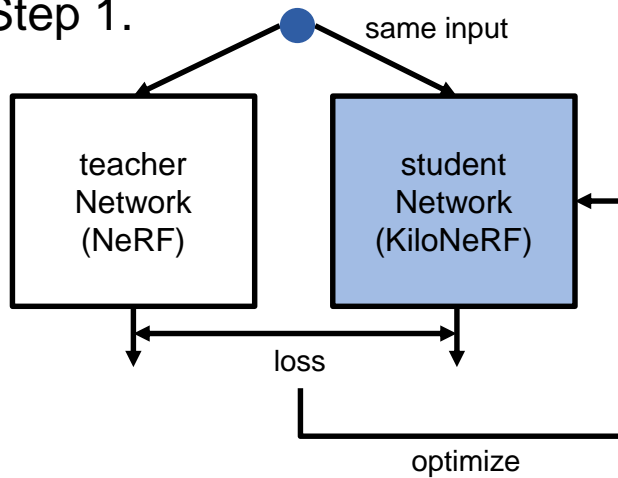 Step 1.
same input
teacher
Network
(NeRF)
student
Network
(KiloNeRF)
loss
optimize